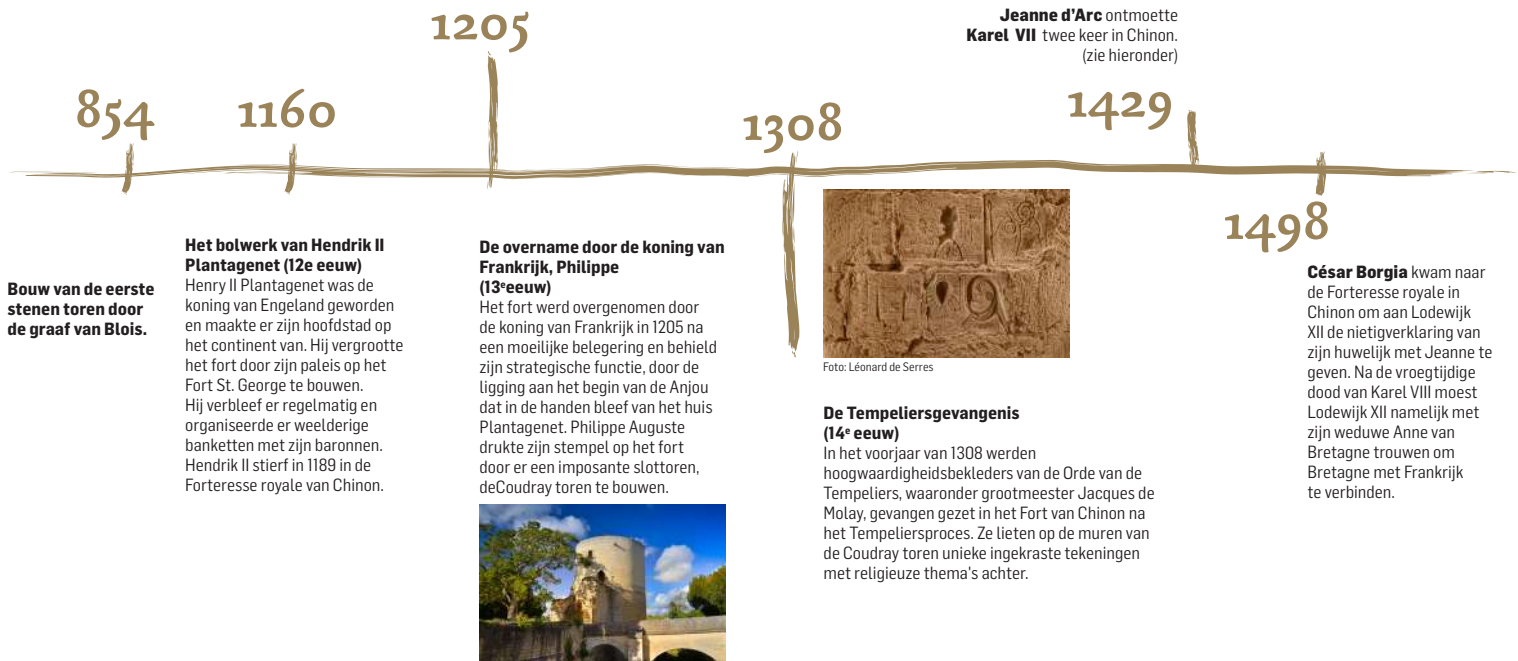 854
Bouw van de eerste
stenen toren door
de graaf van Blois.
1160
Het bolwerk van Hendrik II
Plantagenet (12e eeuw)
Henry II Plantagenet was de
koning van Engeland geworden
en maakte er zijn hoofdstad op
het continent van. Hij vergrootte
het fort door zijn paleis op het
Fort St. George te bouwen.
Hij verbleef er regelmatig en
organiseerde er weelderige
banketten met zijn baronnen.
Hendrik II stierf in 1189 in de
Forteresse royale van Chinon.
1205
De overname door de koning van
Frankrijk, Philippe
(13ᵉeeuw)
Het fort werd overgenomen door
de koning van Frankrijk in 1205 na
een moeilijke belegering en behield
zijn strategische functie, door de
ligging aan het begin van de Anjou
dat in de handen bleef van het huis
Plantagenet. Philippe Auguste
drukte zijn stempel op het fort
door er een imposante slottoren,
deCoudray toren te bouwen.
1308
Foto: Léonard de Serres
De Tempeliersgevangenis
(14ᵉ eeuw)
In het voorjaar van 1308 werden
hoogwaardigheidsbekleders van de Orde van de
Tempeliers, waaronder grootmeester Jacques de
Molay, gevangen gezet in het Fort van Chinon na
het Tempeliersproces. Ze lieten op de muren van
de Coudray toren unieke ingekraste tekeningen
met religieuze thema's achter.
Jeanne d'Arc ontmoette
Karel VII twee keer in Chinon.
(zie hieronder)
1429
1498
César Borgia kwam naar
de Forteresse royale in
Chinon om aan Lodewijk
XII de nietigverklaring van
zijn huwelijk met Jeanne te
geven. Na de vroegtijdige
dood van Karel VIII moest
Lodewijk XII namelijk met
zijn weduwe Anne van
Bretagne trouwen om
Bretagne met Frankrijk
te verbinden.